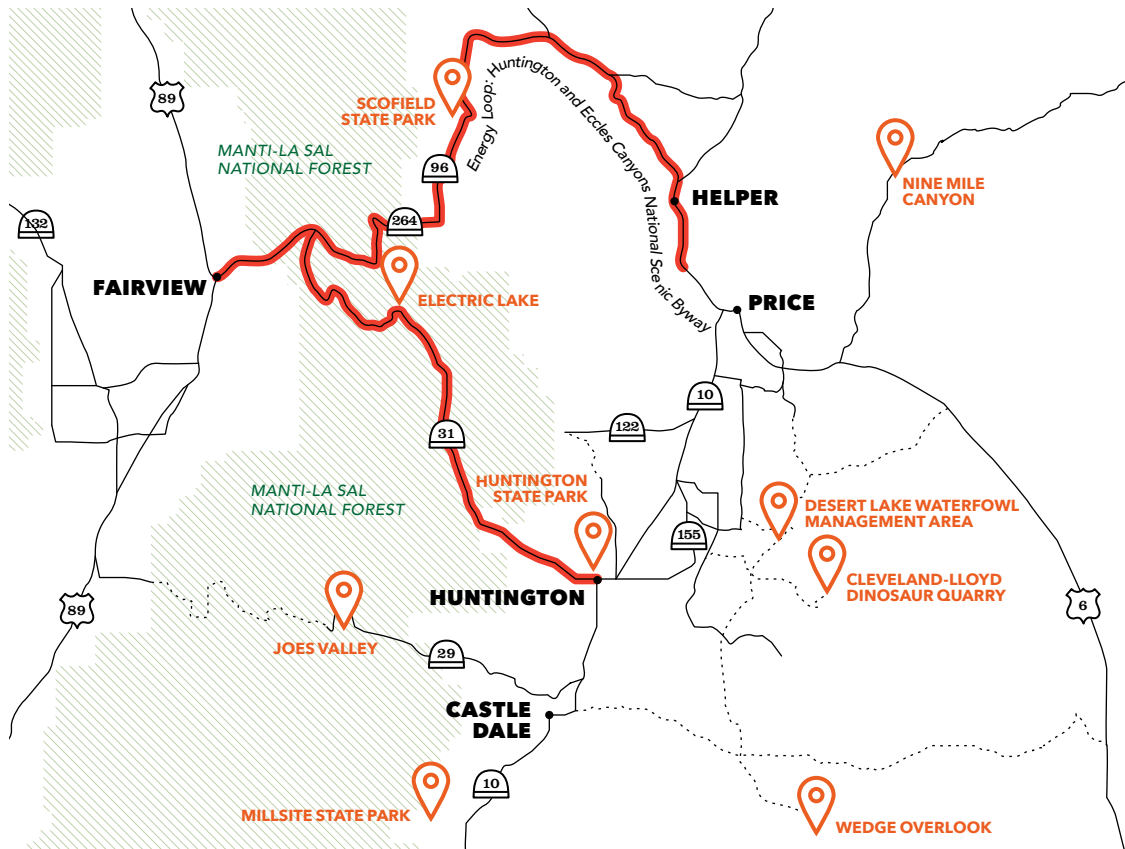 89
SCOFIELD
STATE PARK
Energy Loop: Huntington and Eccles Canyons National Scenic Byway
MANTI-LA SAL
NATIONAL FOREST
96
NINE MILE
CANYON
HELPER
132
264
FAIRVIEW
ELECTRIC LAKE
PRICE
10
122
31
HUNTINGTON
STATE PARK
MANTI-LA SAL
NATIONAL FOREST
DESERT LAKE WATERFOWL
MANAGEMENT AREA
155
CLEVELAND-LLOYD
DINOSAUR QUARRY
HUNTINGTON
89
6
JOES VALLEY
29
CASTLE
DALE
10
MILLSITE STATE PARK
WEDGE OVERLOOK